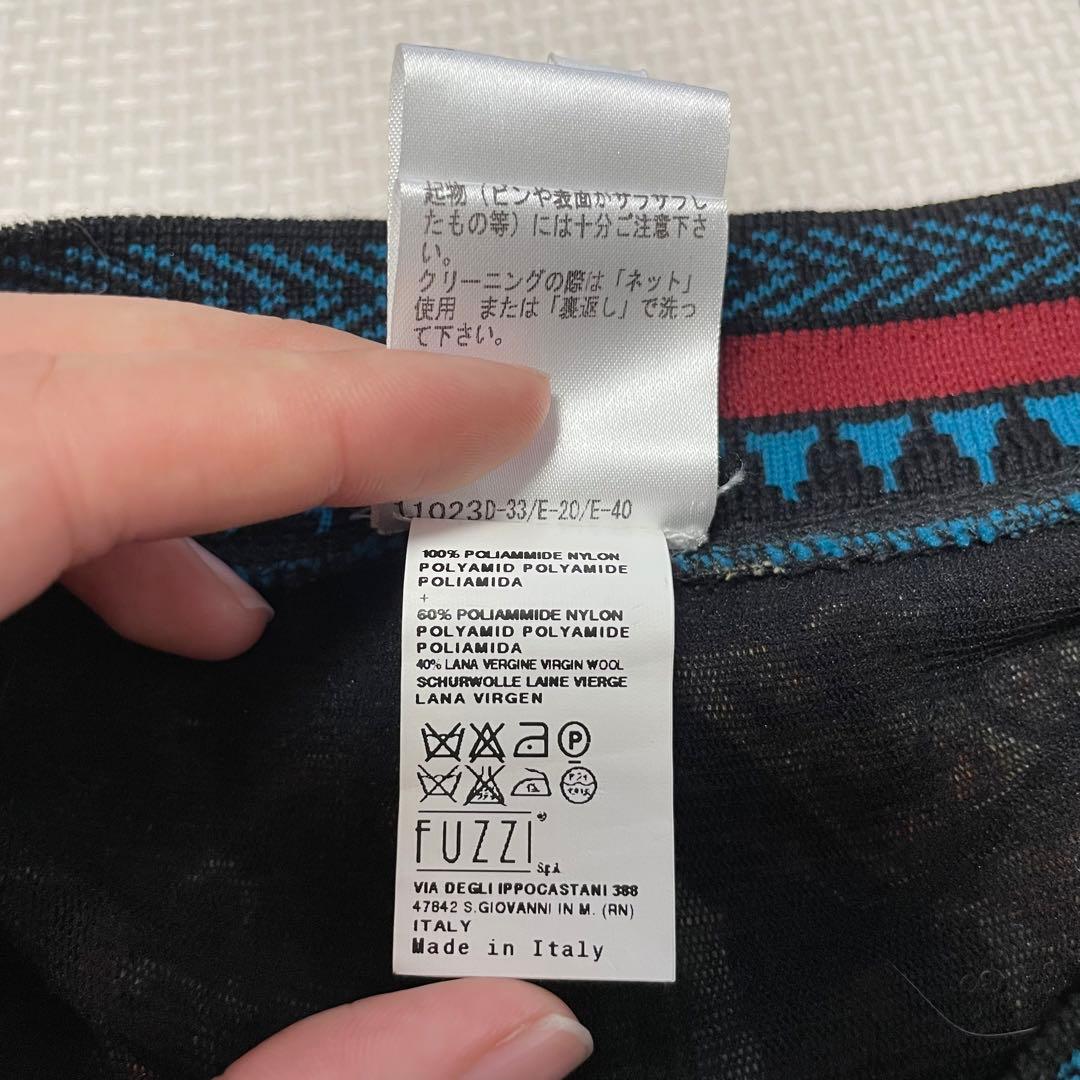 起物（ピンや表面がザラザラし
たもの等）には十分ご注意下さ
い。
クリーニングの際は「ネット」
使用 または「裏返し」で洗っ
て下さい。
11023D-33/E-20/E-40
100% POLIAMMIDE NYLON
POLYAMID POLYAMIDE
POLIAMIDA
+
60% POLIAMMIDE NYLON
POLYAMID POLYAMIDE
POLIAMIDA
40% LANA VERGINE VIRGIN WOOL
SCHURWOLLE LAINE VIERGE
LANA VIRGEN
P
FUZZI
S.p.A
VIA DEGLI IPPOCASTANI 388
47842 S.GIOVANNI IN M. (RN)
ITALY
Made in Italy